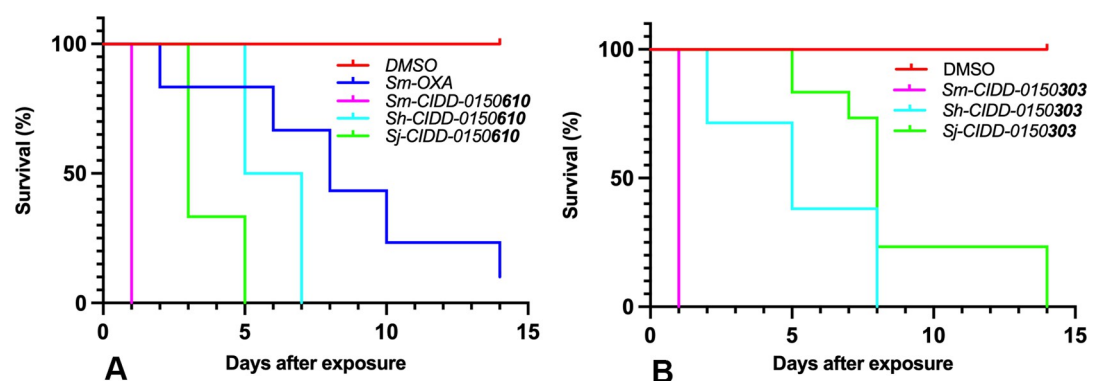 100
50
0
Survival (%)
0 5 10 15
Days after exposure
A
DMSO
Sm-OXA
Sm-CIDD-0150610
Sh-CIDD-0150610
Sj-CIDD-0150610
100
50
0
Survival (%)
0 5 10 15
Days after exposure
B
DMSO
Sm-CIDD-0150303
Sh-CIDD-0150303
Sj-CIDD-0150303